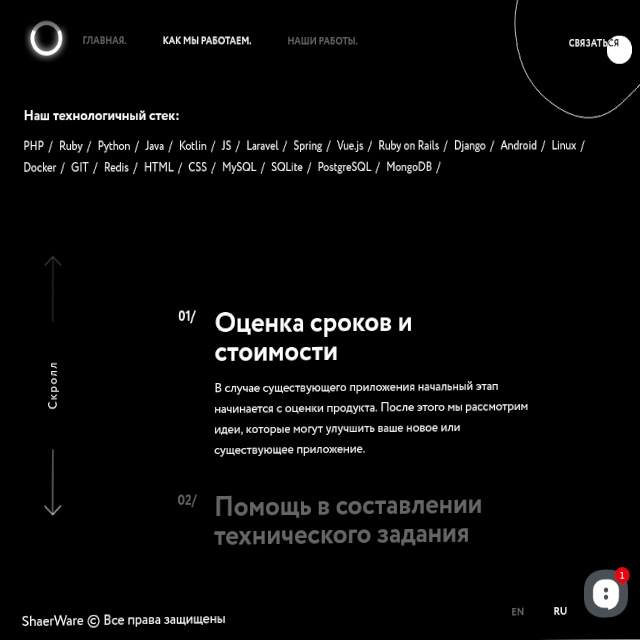 ГЛАВНАЯ. КАК МЫ РАБОТАЕМ. НАШИ РАБОТЫ. СВЯЗАТЬСЯ
Наш технологичный стек:
PHP / Ruby / Python / Java / Kotlin / JS / Laravel / Spring / Vue.js / Ruby on Rails / Django / Android / Linux /
Docker / GIT / Redis / HTML / CSS / MySQL / SQLite / PostgreSQL / MongoDB /
Скролл
01/ Оценка сроков и
стоимости
В случае существующего приложения начальный этап
начинается с оценки продукта. После этого мы рассмотрим
идеи, которые могут улучшить ваше новое или
существующее приложение.
02/ Помощь в составлении
технического задания
1
ShaerWare © Все права защищены
EN RU